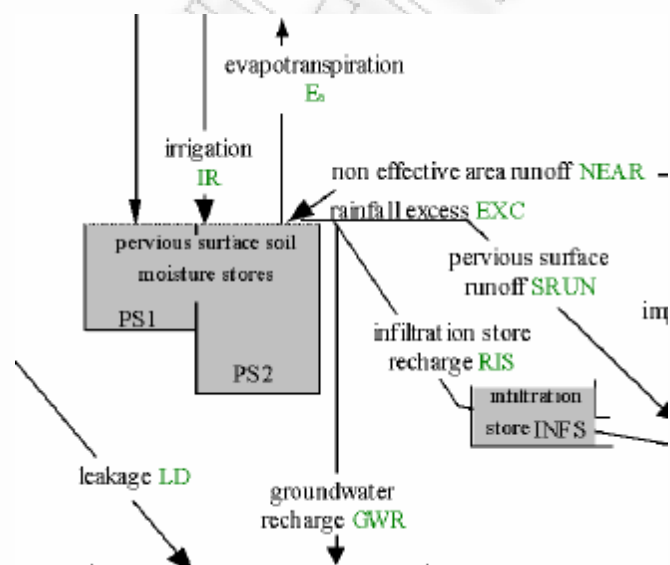 evapotranspiration
Ea
irrigation
IR
non effective area runoff NEAR
rainfall excess EXC
pervious surface soil
moisture stores
pervious surface
runoff SRUN
PS1
infiltration store
recharge RIS
PS2
infiltration
store INFS
leakage LD
groundwater
recharge GWR